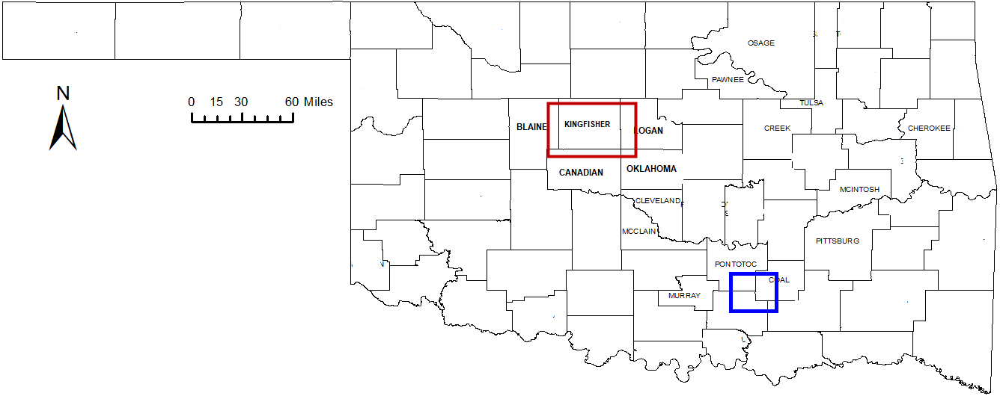 OSAGE
PAWNEE
N
0 15 30 60 Miles
TULSA
BLAINE
KINGFISHER
LOGAN
CREEK
CHEROKEE
CANADIAN
OKLAHOMA
MCINTOSH
CLEVELAND
MCCLAIN
PITTSBURG
PONTOTOC
COAL
MURRAY